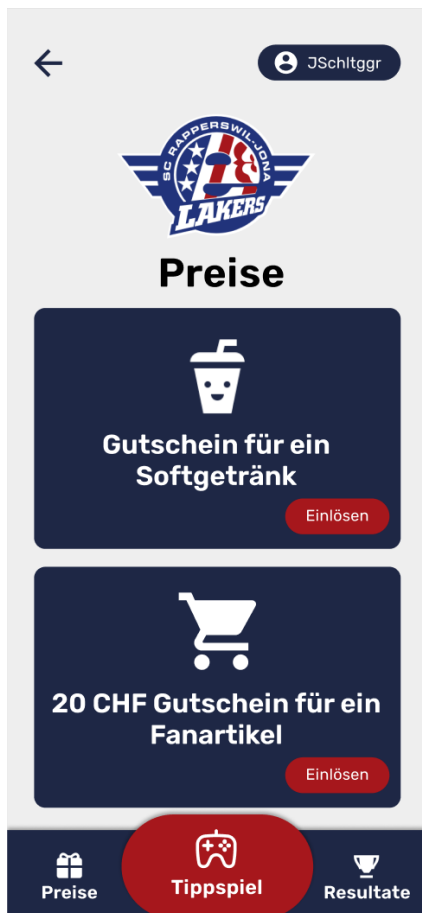 JSchltggr
SC RAPPERSWIL-JONA
LAKERS
Preise
Gutschein für ein
Softgetränk
Einlösen
20 CHF Gutschein für ein
Fanartikel
Einlösen
Preise
Tippspiel
Resultate